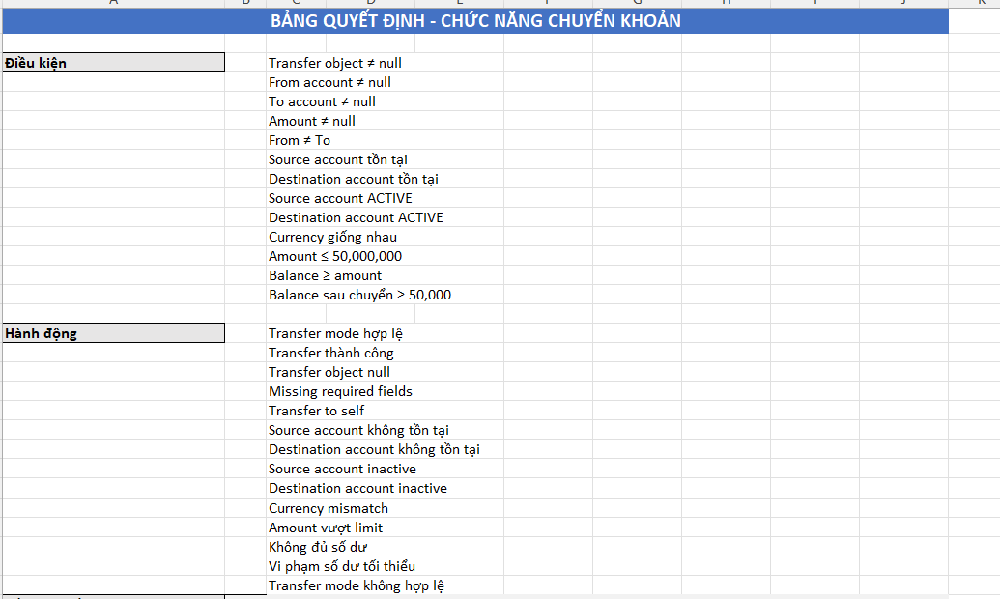 BẢNG QUYẾT ĐỊNH - CHỨC NĂNG CHUYỂN KHOẢN
Điều kiện
Transfer object ≠ null
From account ≠ null
To account ≠ null
Amount ≠ null
From ≠ To
Source account tồn tại
Destination account tồn tại
Source account ACTIVE
Destination account ACTIVE
Currency giống nhau
Amount ≤ 50,000,000
Balance ≥ amount
Balance sau chuyển ≥ 50,000
Hành động
Transfer mode hợp lệ
Transfer thành công
Transfer object null
Missing required fields
Transfer to self
Source account không tồn tại
Destination account không tồn tại
Source account inactive
Destination account inactive
Currency mismatch
Amount vượt limit
Không đủ số dư
Vi phạm số dư tối thiểu
Transfer mode không hợp lệ